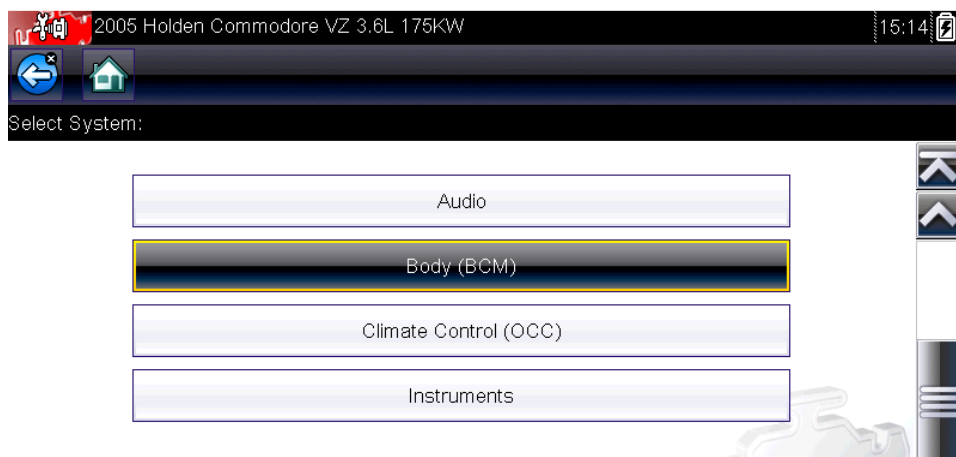 2005 Holden Commodore VZ 3.6L 175KW 15:14
Select System:
Audio
Body (BCM)
Climate Control (OCC)
Instruments